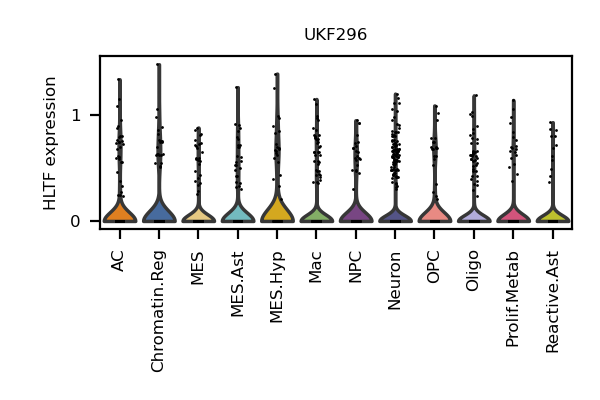 UKF296
HLTF expression
1
0
AC
Chromatin.Reg
MES
MES.Ast
MES.Hyp
Mac
NPC
Neuron
OPC
Oligo
Prolif.Metab
Reactive.Ast